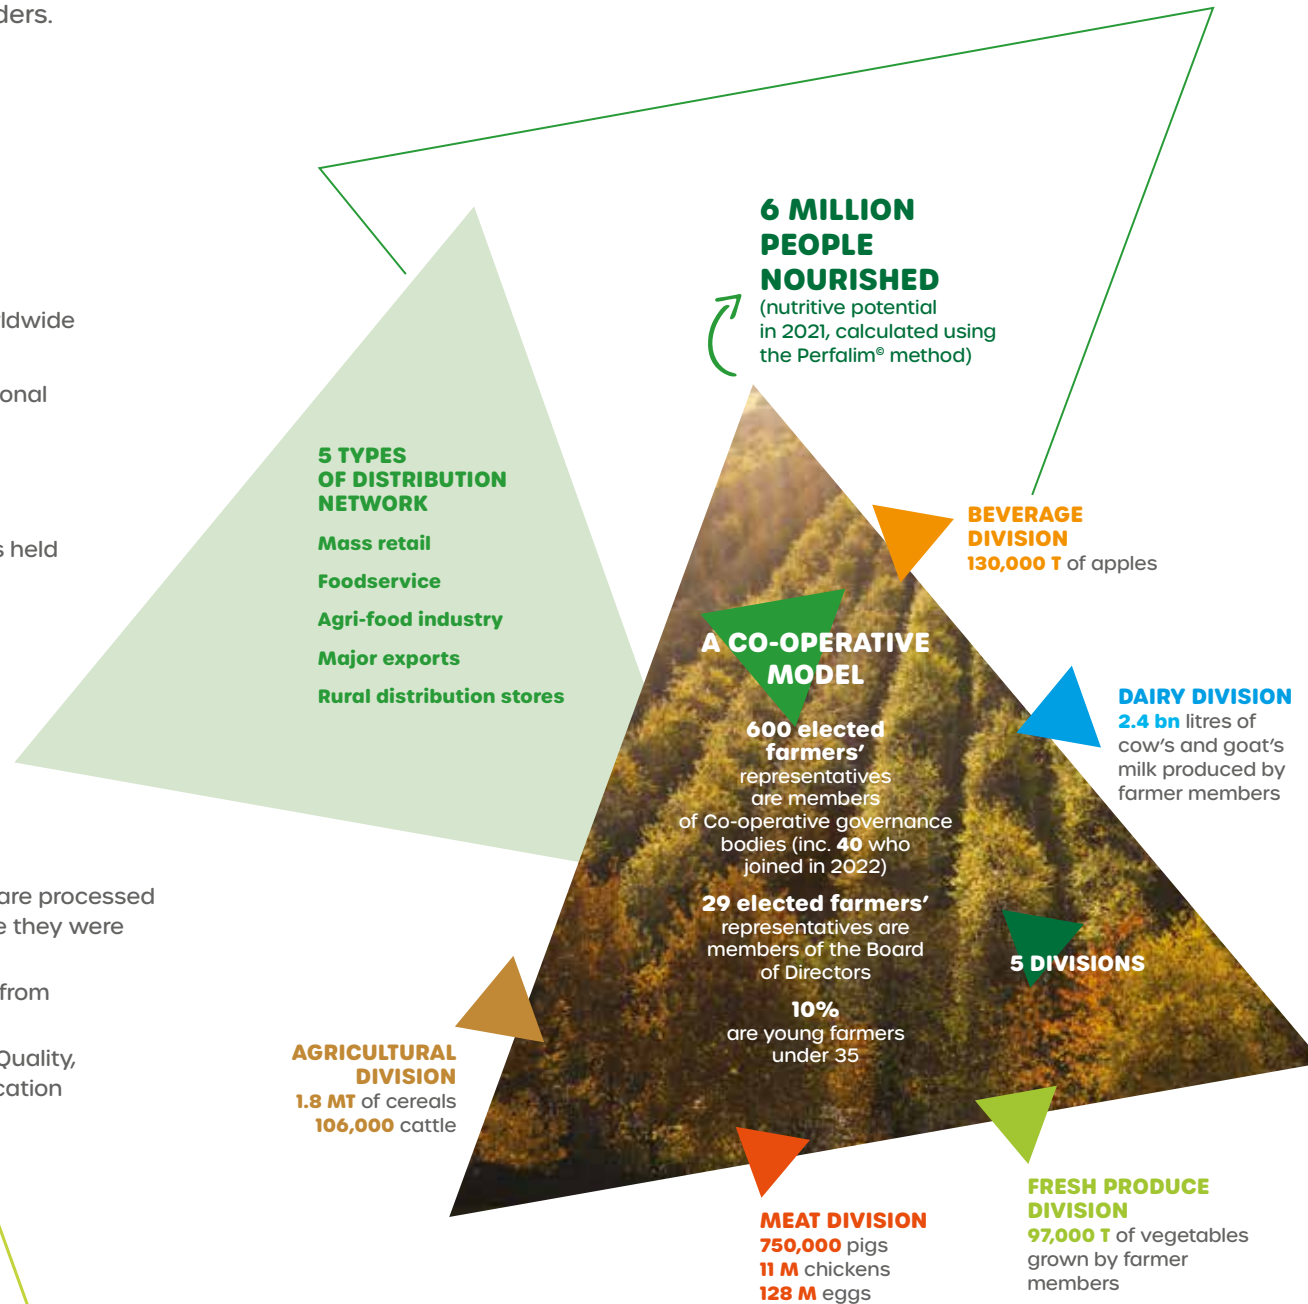 ders.
ldwide
onal
s held
are processed
e they were
from
Quality,
cation
6 MILLION
PEOPLE
NOURISHED
(nutritive potential
in 2021, calculated using
the Perfalim© method)
5 TYPES
OF DISTRIBUTION
NETWORK
Mass retail
Foodservice
Agri-food industry
Major exports
Rural distribution stores
BEVERAGE
DIVISION
130,000 T of apples
A CO-OPERATIVE
MODEL
600 elected
farmers’
representatives
are members
of Co-operative governance
bodies (inc. 40 who
joined in 2022)
29 elected farmers’
representatives are
members of the Board
of Directors
10%
are young farmers
under 35
DAIRY DIVISION
2.4 bn litres of
cow’s and goat’s
milk produced by
farmer members
5 DIVISIONS
AGRICULTURAL
DIVISION
1.8 MT of cereals
106,000 cattle
MEAT DIVISION
750,000 pigs
11 M chickens
128 M eggs
FRESH PRODUCE
DIVISION
97,000 T of vegetables
grown by farmer
members